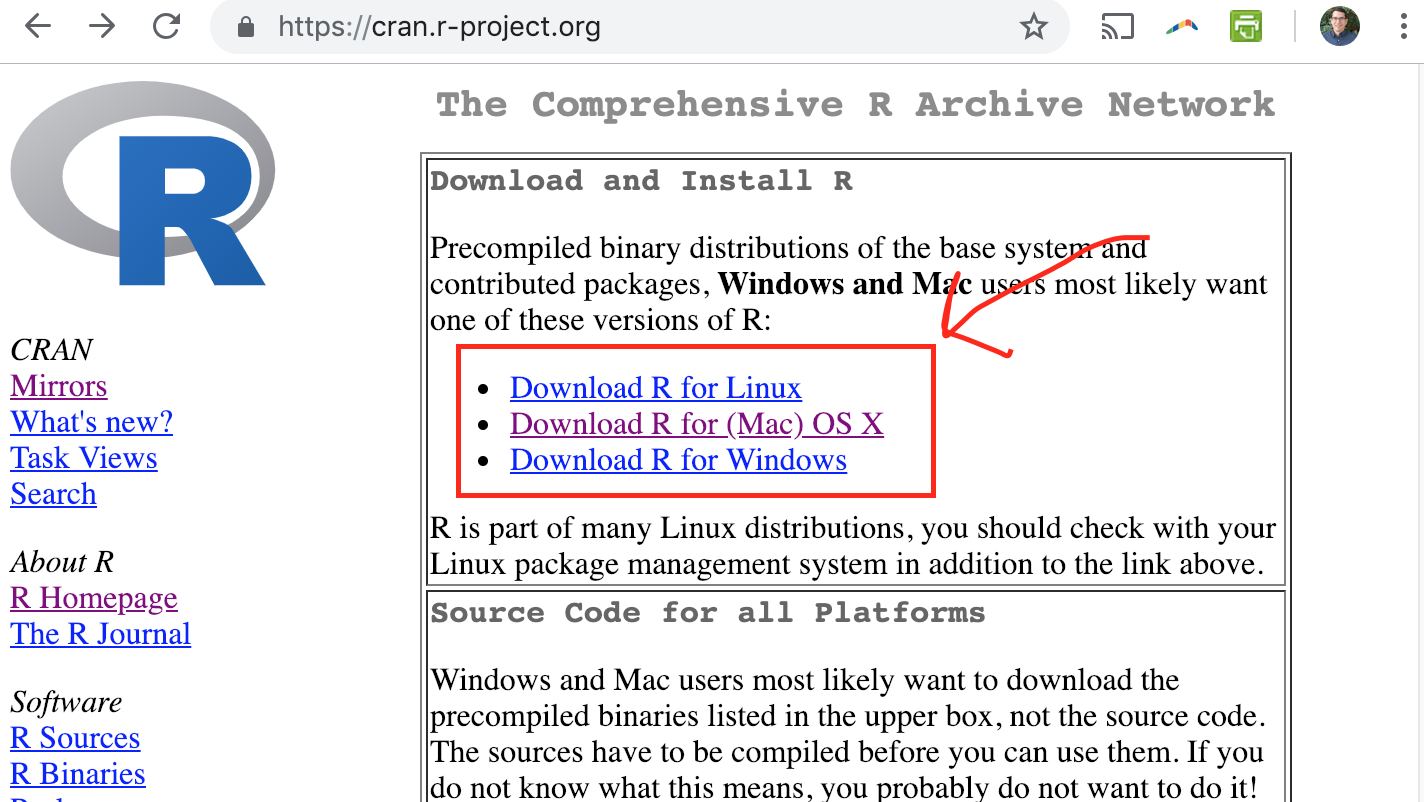 https://cran.r-project.org
R
The Comprehensive R Archive Network
Download and Install R
Precompiled binary distributions of the base system and
contributed packages, Windows and Mac users most likely want
one of these versions of R:
Download R for Linux
Download R for (Mac) OS X
Download R for Windows
R is part of many Linux distributions, you should check with your
Linux package management system in addition to the link above.
Source Code for all Platforms
Windows and Mac users most likely want to download the
precompiled binaries listed in the upper box, not the source code.
The sources have to be compiled before you can use them. If you
do not know what this means, you probably do not want to do it!
CRAN
Mirrors
What's new?
Task Views
Search
About R
R Homepage
The R Journal
Software
R Sources
R Binaries